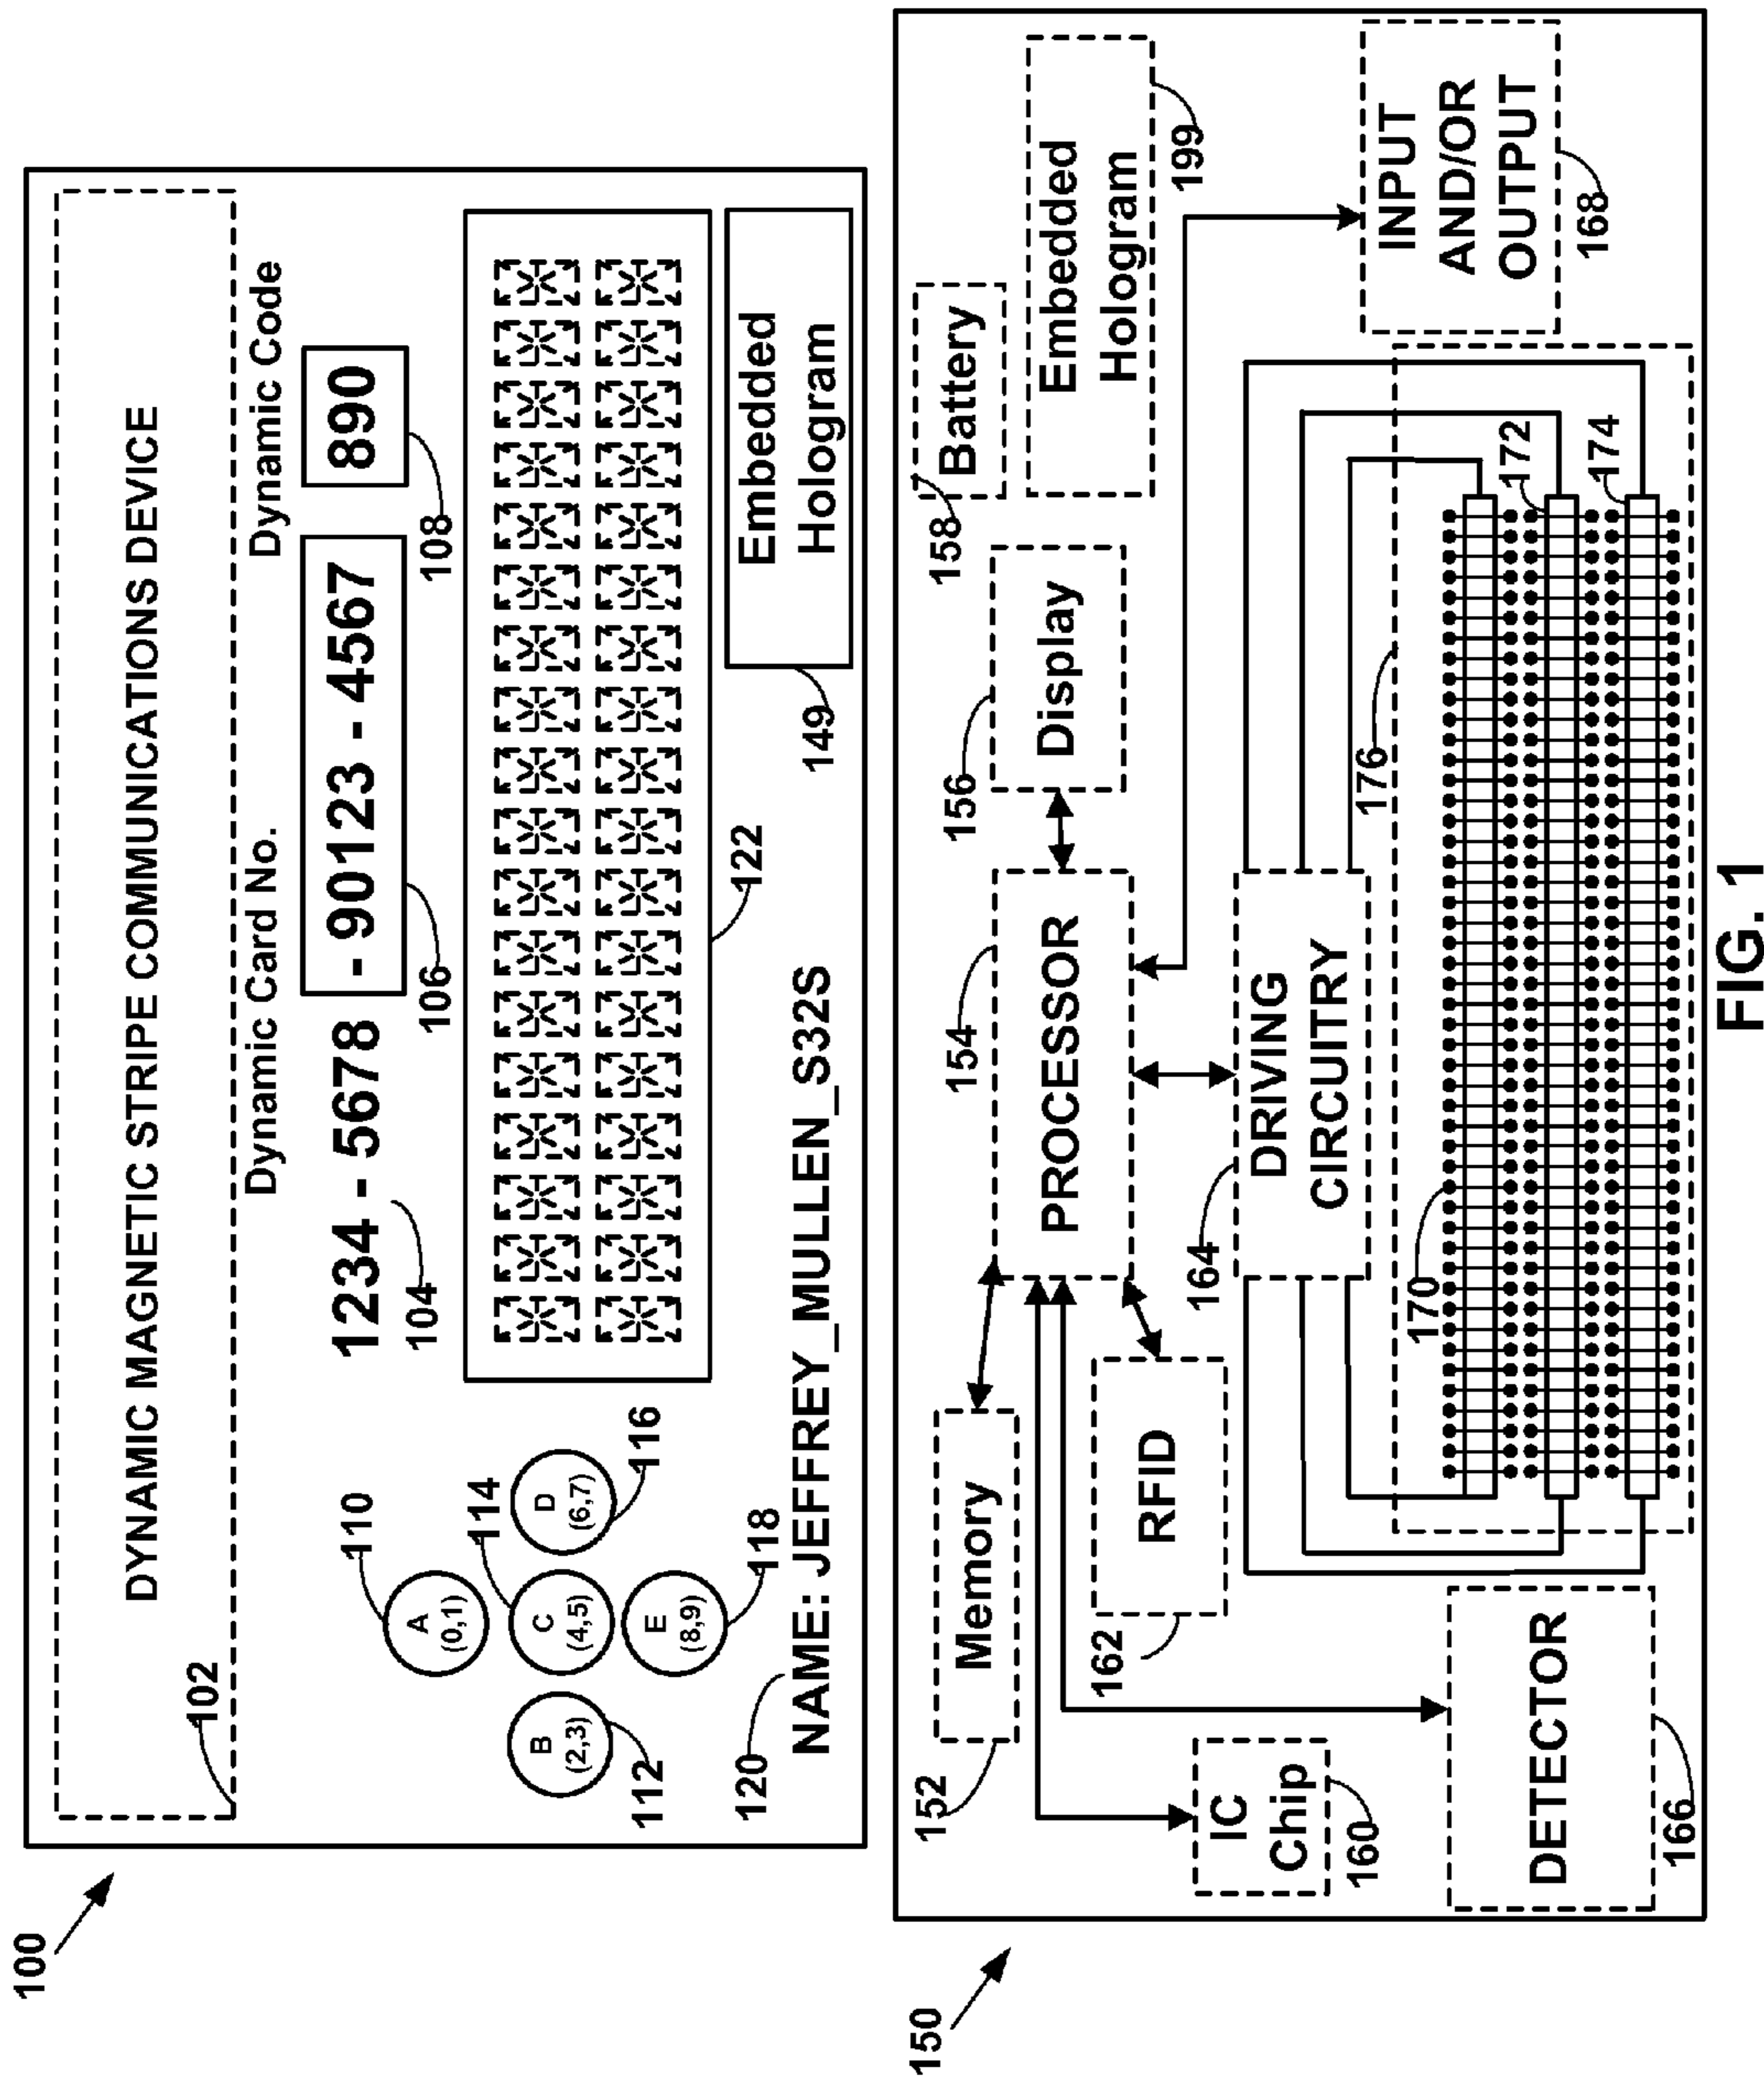 100
DYNAMIC MAGNETIC STRIPE COMMUNICATIONS DEVICE
102
Dynamic Card No.
Dynamic Code
1234 - 5678
- 90123 - 4567
890
104
106
108
110
A
(0,1)
B
(2,3)
112
114
C
(4,5)
D
(6,7)
116
E
(8,9)
118
122
120
NAME: JEFFREY_MULLEN_S32S
149
Embedded
Hologram
150
152
Memory
154
PROCESSOR
156
Display
158
Battery
Embedded
Hologram
199
IC
Chip
160
162
RFID
164
DRIVING
CIRCUITRY
INPUT
AND/OR
OUTPUT
168
DETECTOR
166
170
176
172
174
FIG. 1